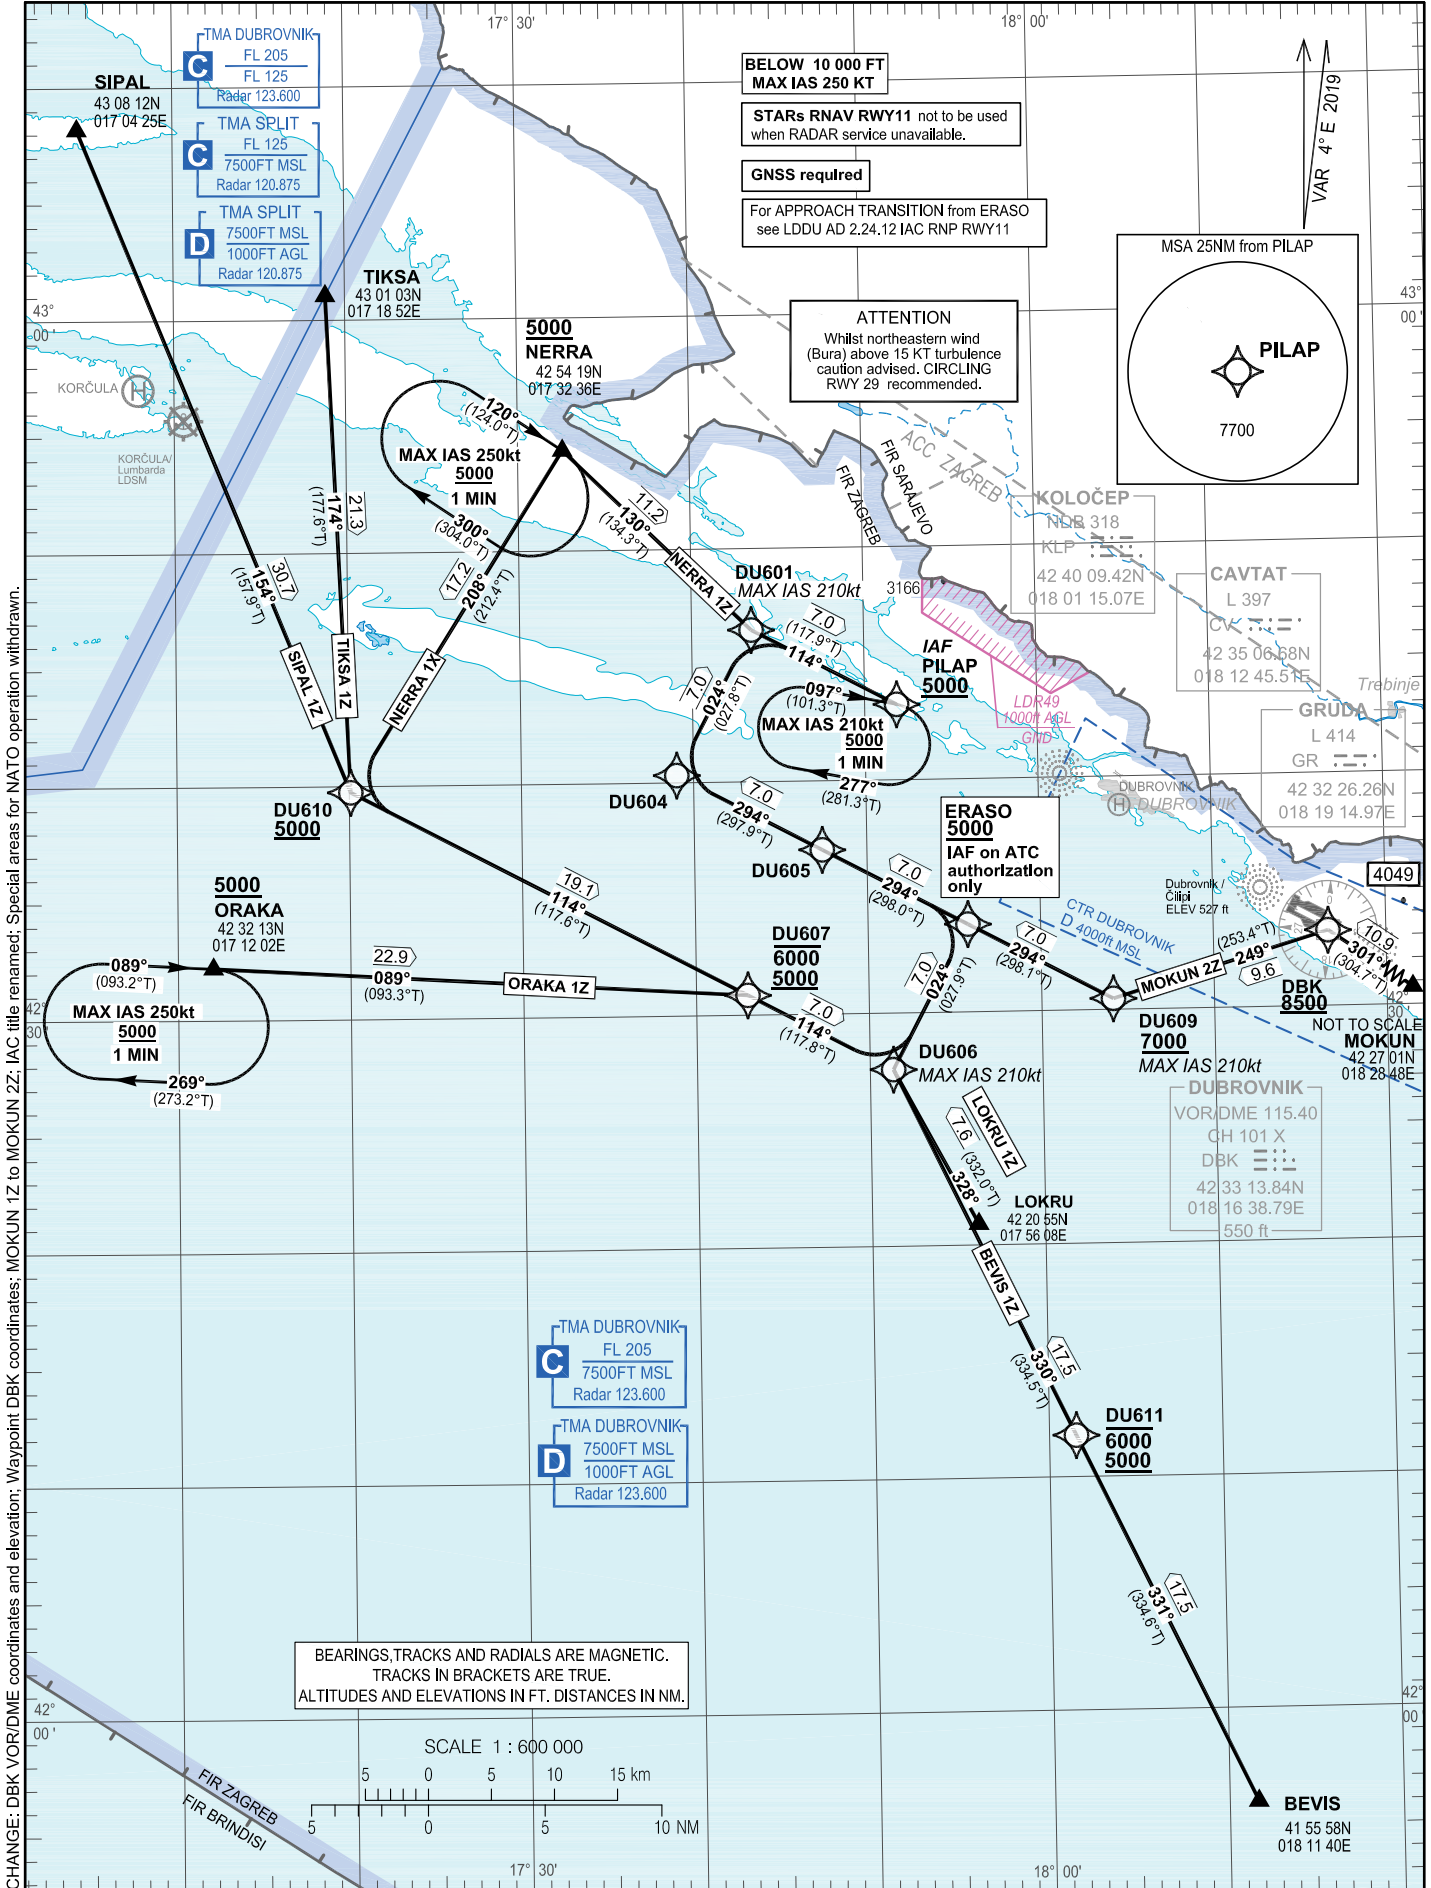 17° 30'
18° 00'
TMA DUBROVNIK
C
FL 205
FL 125
Radar 123.600
TMA SPLIT
C
FL 125
7500FT MSL
Radar 120.875
TMA SPLIT
D
7500FT MSL
1000FT AGL
Radar 120.875
SIPAL
43 08 12N
017 04 25E
BELOW 10 000 FT
MAX IAS 250 KT
STARs RNAV RWY11 not to be used
when RADAR service unavailable.
GNSS required
For APPROACH TRANSITION from ERASO
see LDDU AD 2.24.12 IAC RNP RWY11
VAR 4° E 2019
MSA 25NM from PILAP
PILAP
7700
TIKSA
43 01 03N
017 18 52E
43°
00'
43°
00'
5000
NERRA
42 54 19N
017 32 36E
ATTENTION
Whilst northeastern wind
(Bura) above 15 KT turbulence
caution advised. CIRCLING
RWY 29 recommended.
KORČULA
H
KORČULA/
Lumbarda
LDSM
120°
(124.0°T)
MAX IAS 250kt
5000
1 MIN
300°
(304.0°T)
ACC ZAGREB
FIR SARAJEVO
FIR ZAGREB
KOLOČEP
NDB 318
KLP
42 40 09.42N
018 01 15.07E
CAVTAT
L 397
CV
42 35 06.68N
018 12 45.51E
Trebinje
GRUDA
L 414
GR
42 32 26.26N
018 19 14.97E
30.7
154°
(157.9°T)
SIPAL 1Z
21.3
174°
(177.6°T)
TIKSA 1Z
17.2
208°
(212.4°T)
NERRA 1X
11.2
130°
(134.3°T)
NERRA 1Z
DU601
MAX IAS 210kt
7.0
(117.9°T)
114°
3166
LDR49
1000ft AGL
GND
IAF
PILAP
5000
097°
(101.3°T)
MAX IAS 210kt
5000
1 MIN
277°
(281.3°T)
7.0
024°
(027.8°T)
DU604
DU610
5000
7.0
294°
(297.9°T)
DU605
ERASO
5000
IAF on ATC
authorization
only
7.0
294°
(298.0°T)
DUBROVNIK
H
DUBROVNIK
4049
Dubrovnik /
Čilipi
ELEV 527 ft
CTR DUBROVNIK
D 4000ft MSL
5000
ORAKA
42 32 13N
017 12 02E
089°
(093.2°T)
MAX IAS 250kt
5000
1 MIN
269°
(273.2°T)
22.9
089°
(093.3°T)
ORAKA 1Z
19.1
114°
(117.6°T)
DU607
6000
5000
7.0
114°
(117.8°T)
7.0
024°
(027.9°T)
7.0
294°
(298.1°T)
MOKUN 2Z
(253.4°T)
249°
9.6
DBK
8500
10.9
301°
(304.7°T)
42°
30'
42°
30'
NOT TO SCALE
MOKUN
42 27 01N
018 28 48E
DU609
7000
MAX IAS 210kt
DU606
MAX IAS 210kt
DUBROVNIK
VOR/DME 115.40
CH 101 X
DBK
42 33 13.84N
018 16 38.79E
550 ft
LOKRU 1Z
7.6
(332.0°T)
328°
LOKRU
42 20 55N
017 56 08E
BEVIS 1Z
17.5
330°
(334.5°T)
TMA DUBROVNIK
C
FL 205
7500FT MSL
Radar 123.600
TMA DUBROVNIK
D
7500FT MSL
1000FT AGL
Radar 123.600
DU611
6000
5000
17.5
331°
(334.6°T)
BEARINGS,TRACKS AND RADIALS ARE MAGNETIC.
TRACKS IN BRACKETS ARE TRUE.
ALTITUDES AND ELEVATIONS IN FT. DISTANCES IN NM.
42°
00'
42°
00'
SCALE 1 : 600 000
5 0 5 10 15 km
5 0 5 10 NM
FIR ZAGREB
FIR BRINDISI
BEVIS
41 55 58N
018 11 40E
17° 30'
18° 00'
CHANGE: DBK VOR/DME coordinates and elevation; Waypoint DBK coordinates; MOKUN 1Z to MOKUN 2Z; IAC title renamed; Special areas for NATO operation withdrawn.